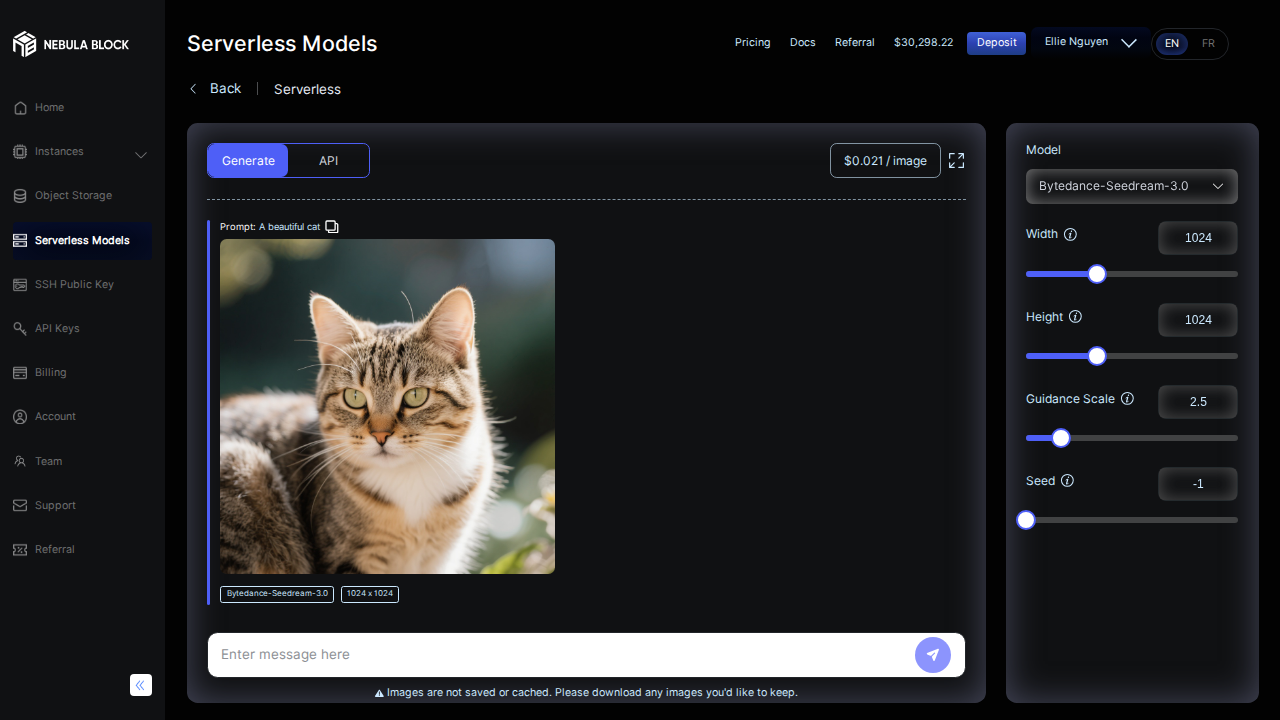 NEBULA BLOCK
Home
Instances
Object Storage
Serverless Models
SSH Public Key
API Keys
Billing
Account
Team
Support
Referral
Serverless Models
Pricing
Docs
Referral
$30,298.22
Deposit
Ellie Nguyen
EN
FR
Back
Serverless
Generate
API
$0.021 / image
Prompt: A beautiful cat
Bytedance-Seedream-3.0
1024 x 1024
Enter message here
Images are not saved or cached. Please download any images you'd like to keep.
Model
Bytedance-Seedream-3.0
Width
1024
Height
1024
Guidance Scale
2.5
Seed
-1